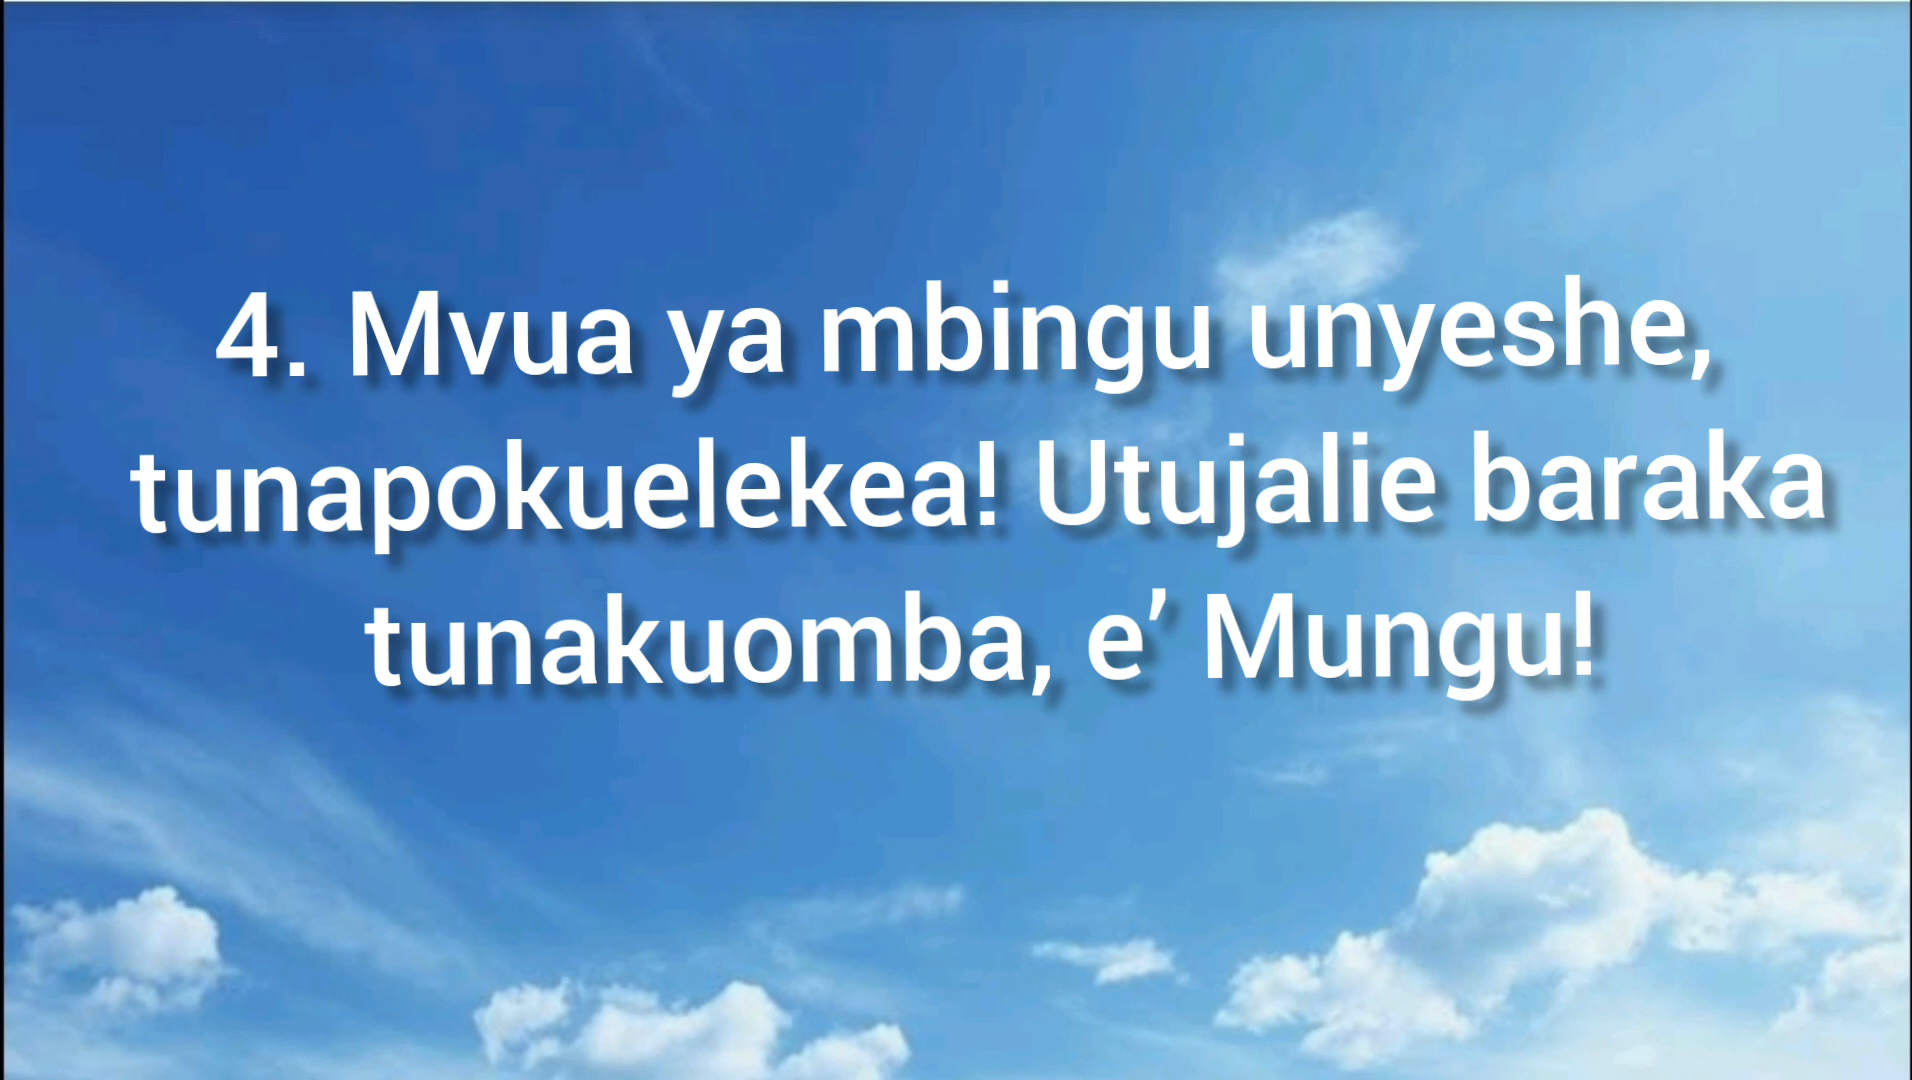 4. Mvua ya mbingu unyeshe,
tunapokuelekea! Utujalie baraka
tunakuomba, e’ Mungu!